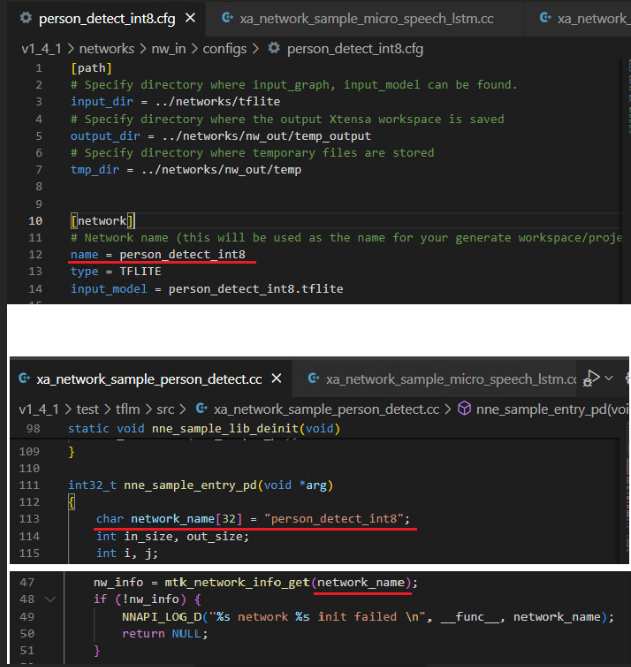 person_detect_int8.cfg × xa_network_sample_micro_speech_lstm.cc xa_network_
v1_4_1 > networks > nw_in > configs > person_detect_int8.cfg
1 [path]
2 # Specify directory where input_graph, input_model can be found.
3 input_dir = ../networks/tflite
4 # Specify directory where the output Xtensa workspace is saved
5 output_dir = ../networks/nw_out/temp_output
6 # Specify directory where temporary files are stored
7 tmp_dir = ../networks/nw_out/temp
8
9
10 [network]
11 # Network name (this will be used as the name for your generate workspace/proje
12 name = person_detect_int8
13 type = TFLITE
14 input_model = person_detect_int8.tflite
xa_network_sample_person_detect.cc × xa_network_sample_micro_speech_lstm.cc
v1_4_1 > test > tflm > src > xa_network_sample_person_detect.cc > nne_sample_entry_pd(voi
98 static void nne_sample_lib_deinit(void)
109 }
110
111 int32_t nne_sample_entry_pd(void *arg)
112 {
113 char network_name[32] = "person_detect_int8";
114 int in_size, out_size;
115 int i, j;
47 nw_info = mtk_network_info_get(network_name);
48 if (!nw_info) {
49 NNAPI_LOG_D("%s network %s init failed \n", __func__, network_name);
50 return NULL;
51 }